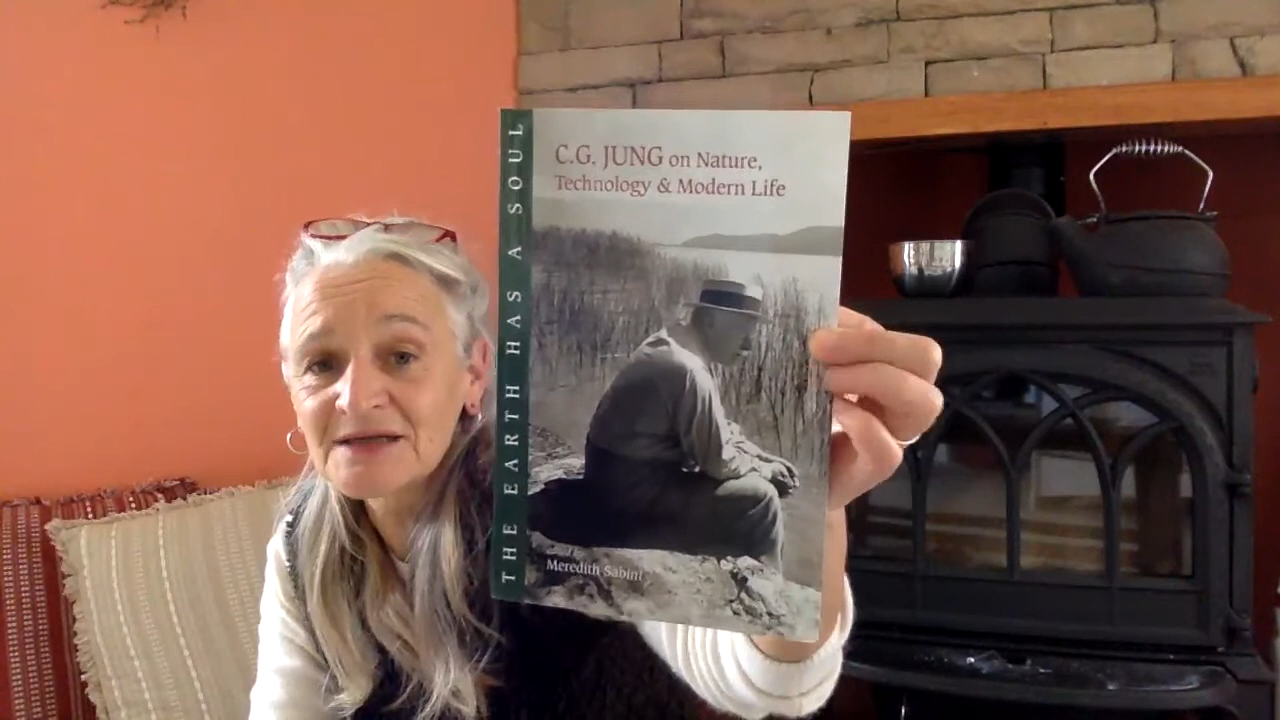 THE EARTH HAS A SOUL
C.G. JUNG on Nature,
Technology & Modern Life
Meredith Sabini